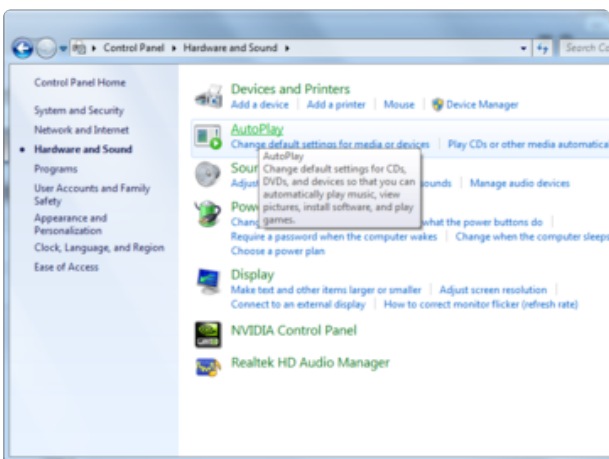 Control Panel Hardware and Sound Search Co
Control Panel Home
System and Security
Network and Internet
Hardware and Sound
Programs
User Accounts and Family
Safety
Appearance and
Personalization
Clock, Language, and Region
Ease of Access
Devices and Printers
Add a device Add a printer Mouse Device Manager
AutoPlay
Change default settings for media or devices Play CDs or other media automatica
AutoPlay
Change default settings for CDs,
DVDs, and devices so that you can
automatically play music, view
pictures, install software, and play
games.
Soun
Adjus ounds Manage audio devices
Pow
Chang what the power buttons do
Require a password when the computer wakes Change when the computer sleeps
Choose a power plan
Display
Make text and other items larger or smaller Adjust screen resolution
Connect to an external display How to correct monitor flicker (refresh rate)
NVIDIA Control Panel
Realtek HD Audio Manager